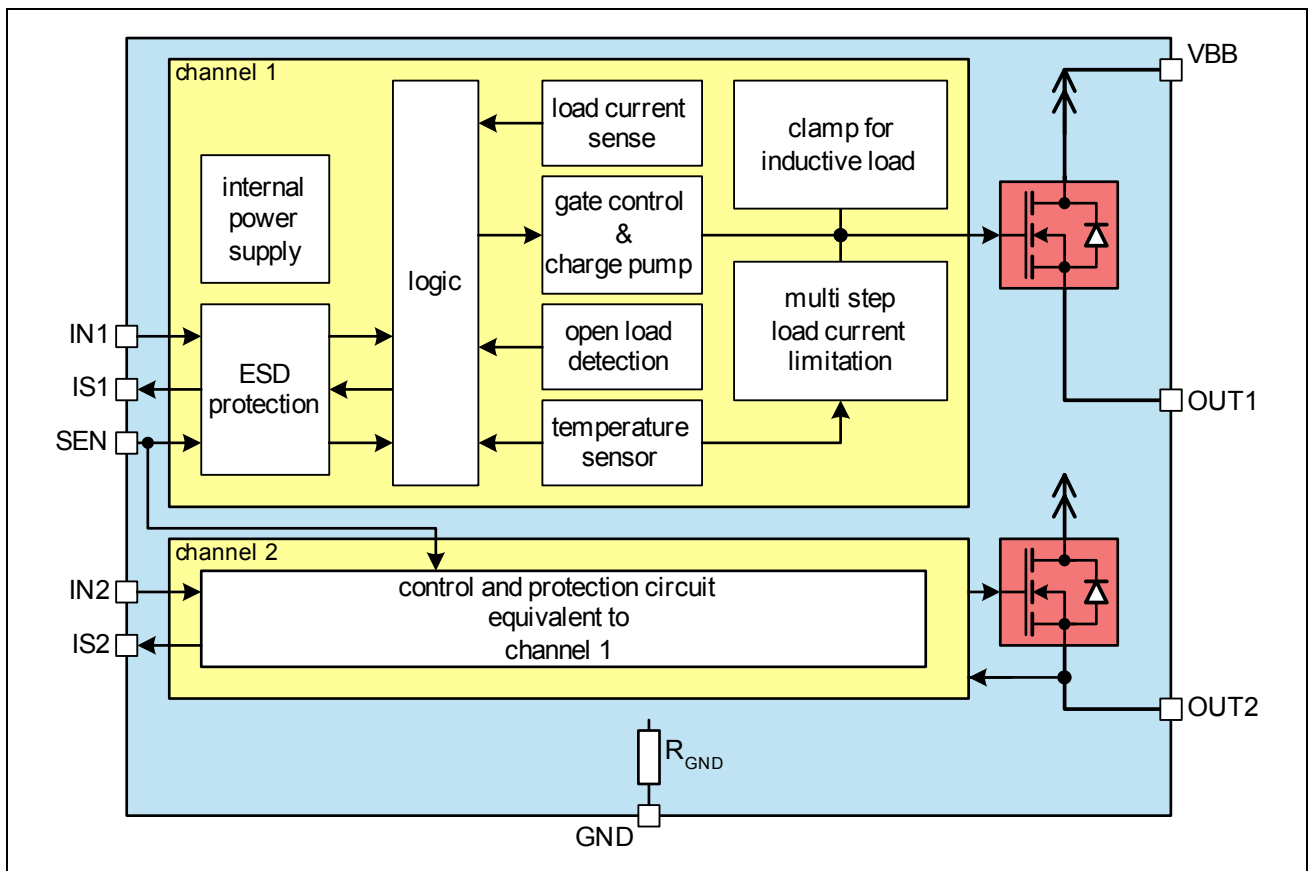 VBB
channel 1
load current
sense
clamp for
inductive load
internal
power
supply
gate control
&
charge pump
logic
multi step
load current
limitation
IN1
IS1
SEN
ESD
protection
open load
detection
temperature
sensor
OUT1
channel 2
IN2
IS2
control and protection circuit
equivalent to
channel 1
OUT2
RGND
GND